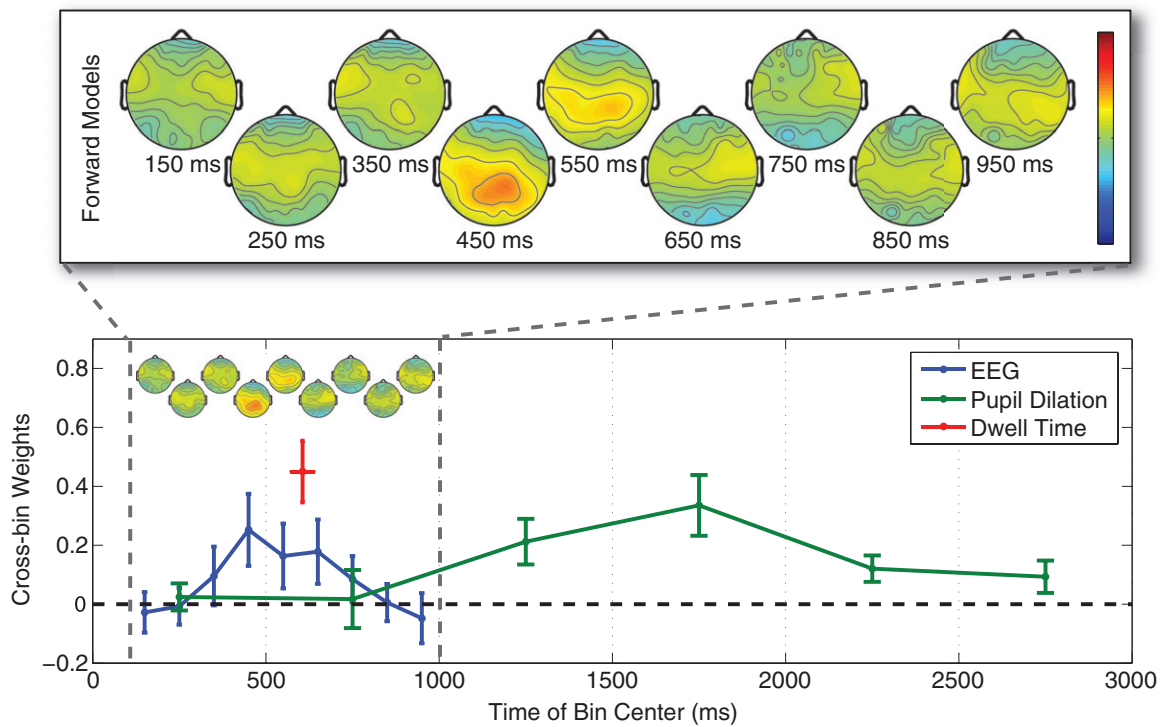 Forward Models
150 ms
350 ms
550 ms
750 ms
950 ms
250 ms
450 ms
650 ms
850 ms
0.8
0.6
0.4
0.2
0
−0.2
Cross-bin Weights
EEG
Pupil Dilation
Dwell Time
0 500 1000 1500 2000 2500 3000
Time of Bin Center (ms)